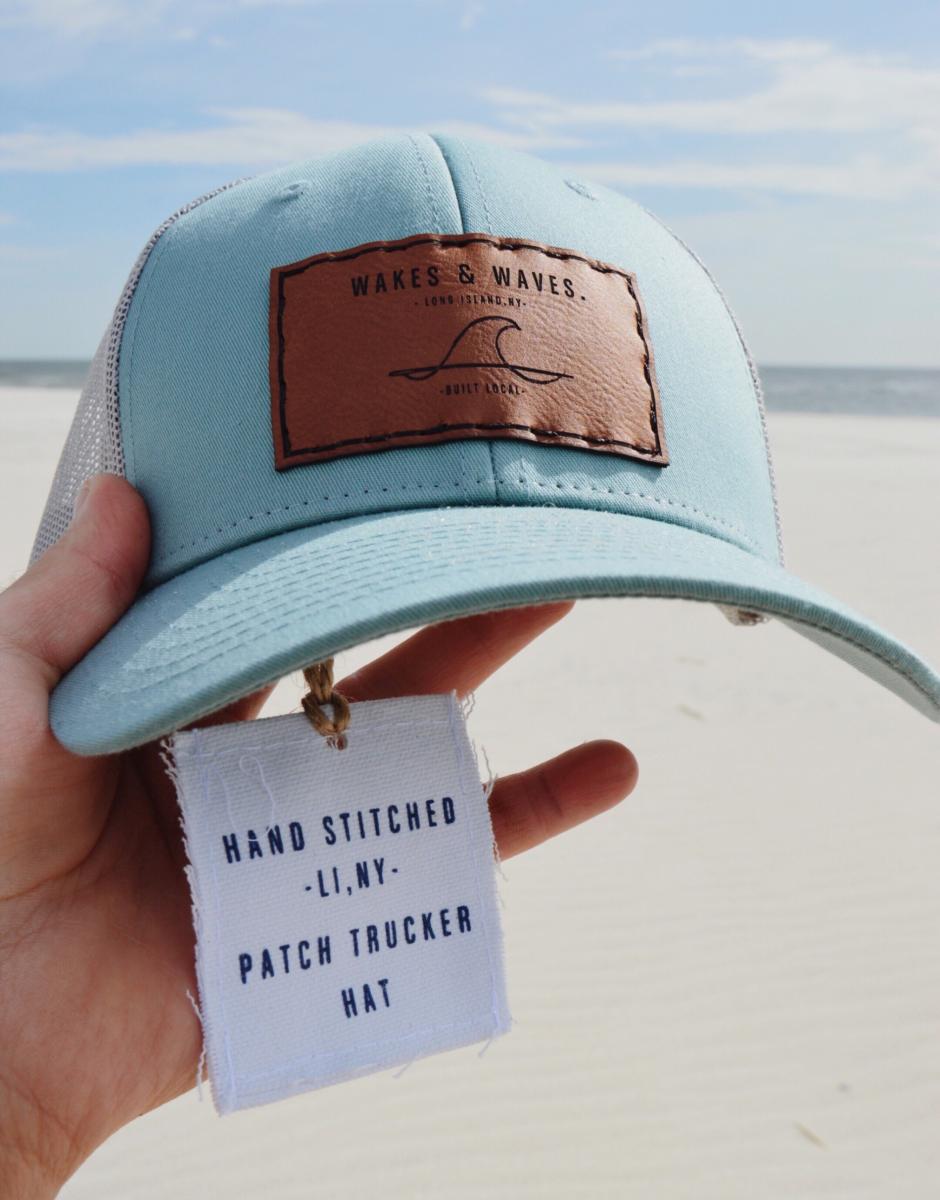 WAKES & WAVES.
- LONG ISLAND, NY-
-BUILT LOCAL-
HAND STITCHED
-LI,NY-
PATCH TRUCKER
HAT